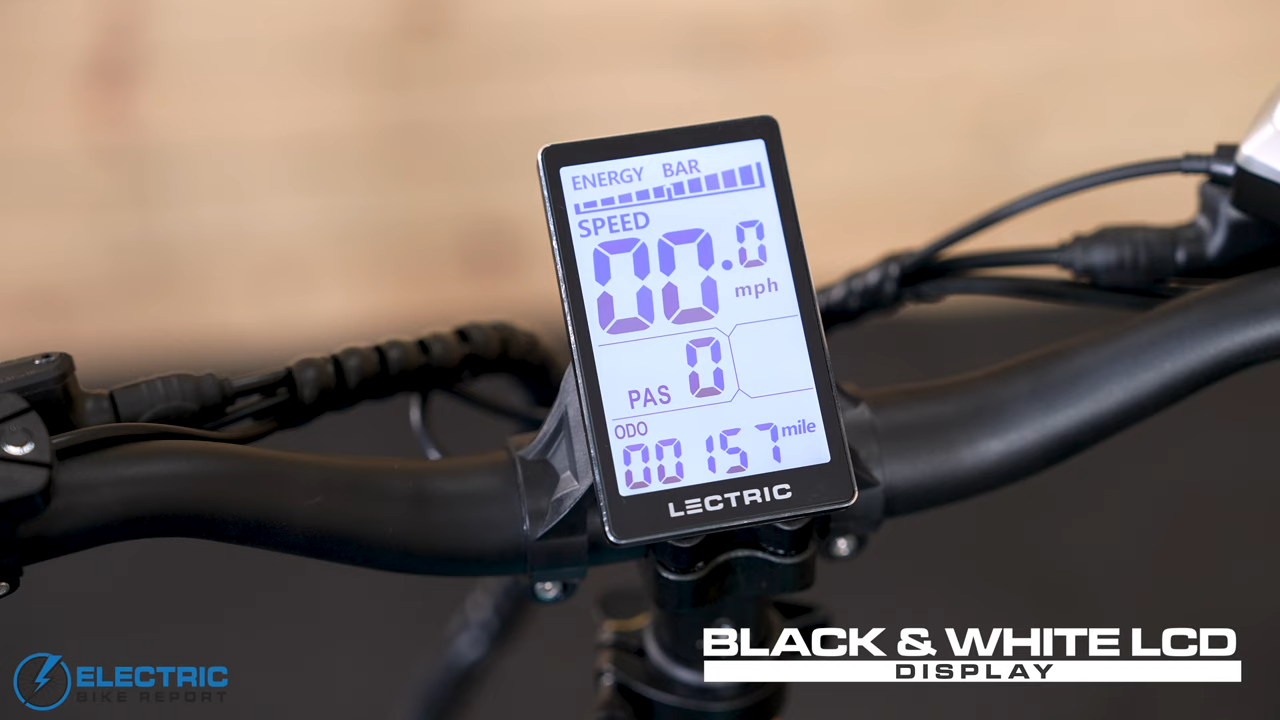 ENERGY BAR
SPEED
00.0
mph
PAS 0
ODO
00157 mile
LECTRIC
BLACK & WHITE LCD
DISPLAY
ELECTRIC
BIKE REPORT